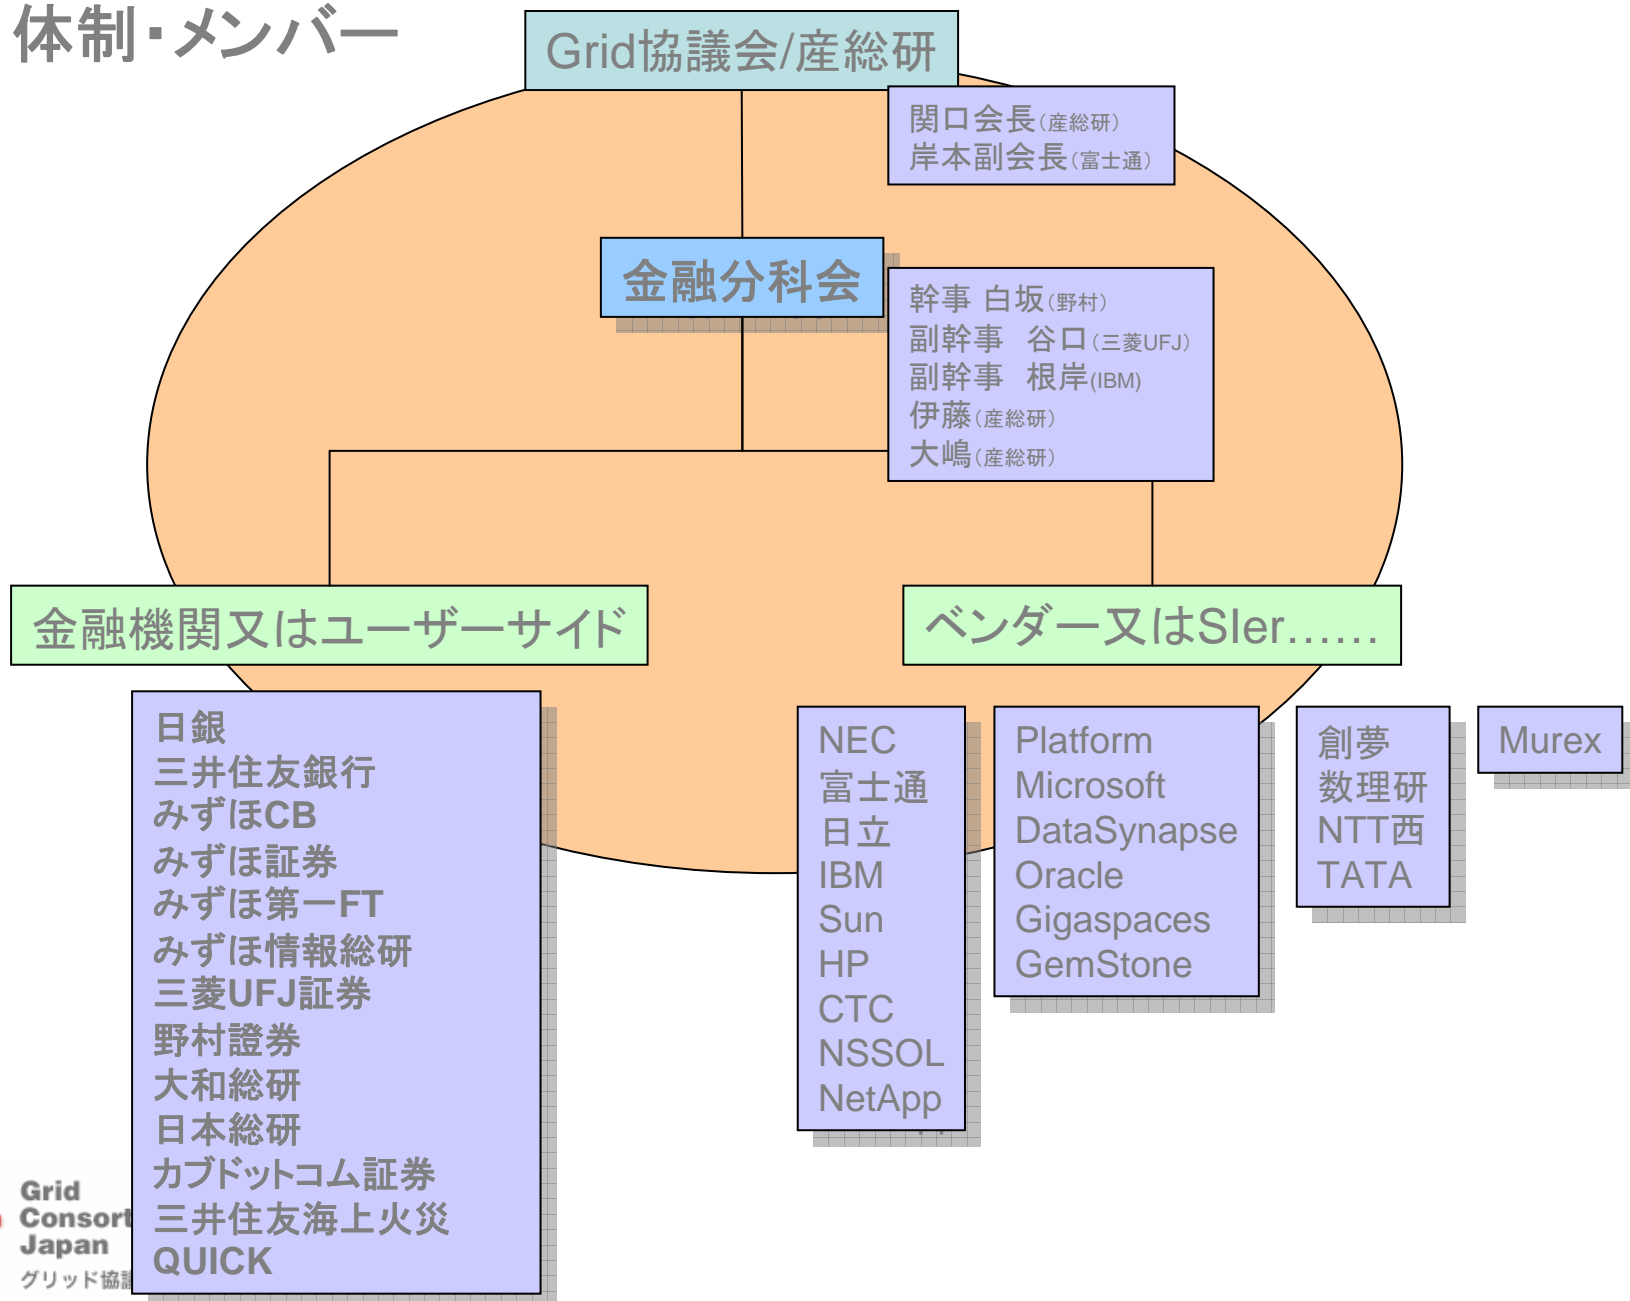 体制・メンバー
Grid協議会/産総研
関口会長（産総研）
岸本副会長（富士通）
金融分科会
幹事 白坂（野村）
副幹事　谷口（三菱UFJ）
副幹事　根岸(IBM)
伊藤（産総研）
大嶋（産総研）
金融機関又はユーザーサイド
日銀
三井住友銀行
みずほCB
みずほ証券
みずほ第一FT
みずほ情報総研
三菱UFJ証券
野村證券
大和総研
日本総研
カブドットコム証券
三井住友海上火災
QUICK
ベンダー又はSIer……
NEC
富士通
日立
IBM
Sun
HP
CTC
NSSOL
NetApp
Platform
Microsoft
DataSynapse
Oracle
Gigaspaces
GemStone
創夢
数理研
NTT西
TATA
Murex
Grid
Consort
Japan
グリッド協議